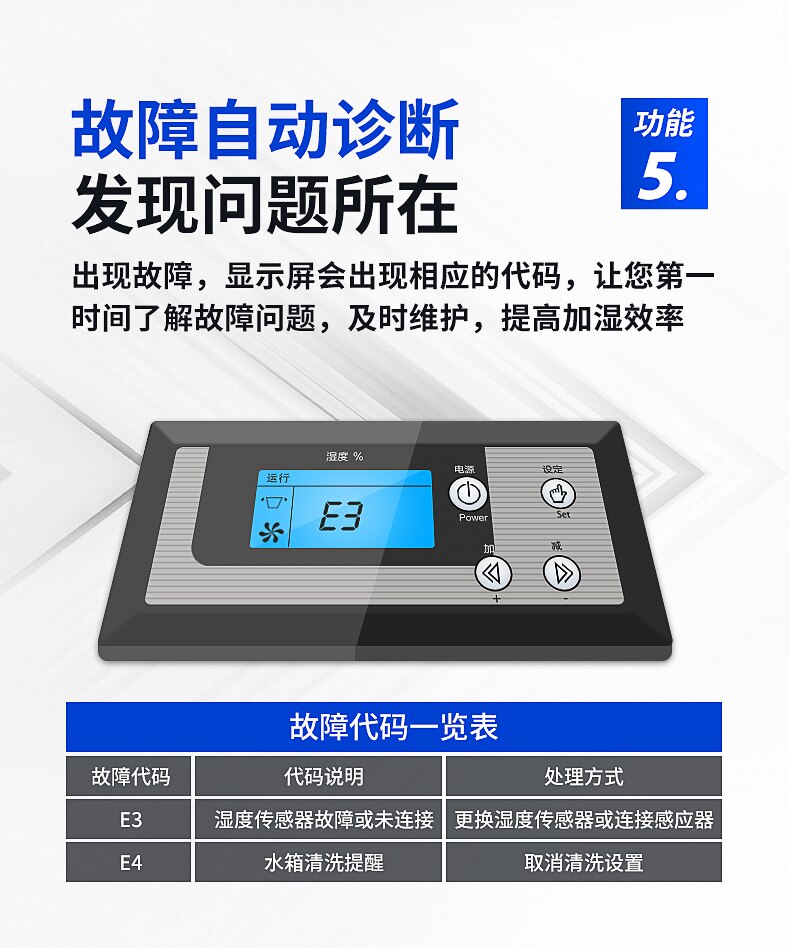 故障自动诊断
功能
发现问题所在
5.
出现故障，显示屏会出现相应的代码，让您第一
时间了解故障问题，及时维护，提高加湿效率
湿度 %
运行
E3
电源
Power
设定
Set
加
+
减
-
故障代码一览表
故障代码 代码说明 处理方式
E3 湿度传感器故障或未连接 更换湿度传感器或连接感应器
E4 水箱清洗提醒 取消清洗设置